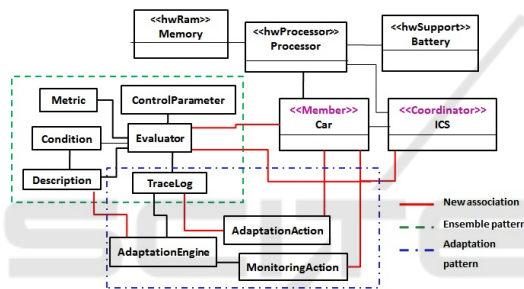 <<hwRam>>
Memory
<<hwProcessor>>
Processor
<<hwSupport>>
Battery
Metric
ControlParameter
<<Member>>
Car
<<Coordinator>>
ICS
Condition
Evaluator
Description
TraceLog
AdaptationAction
AdaptationEngine
MonitoringAction
New association
Ensemble pattern
Adaptation
pattern